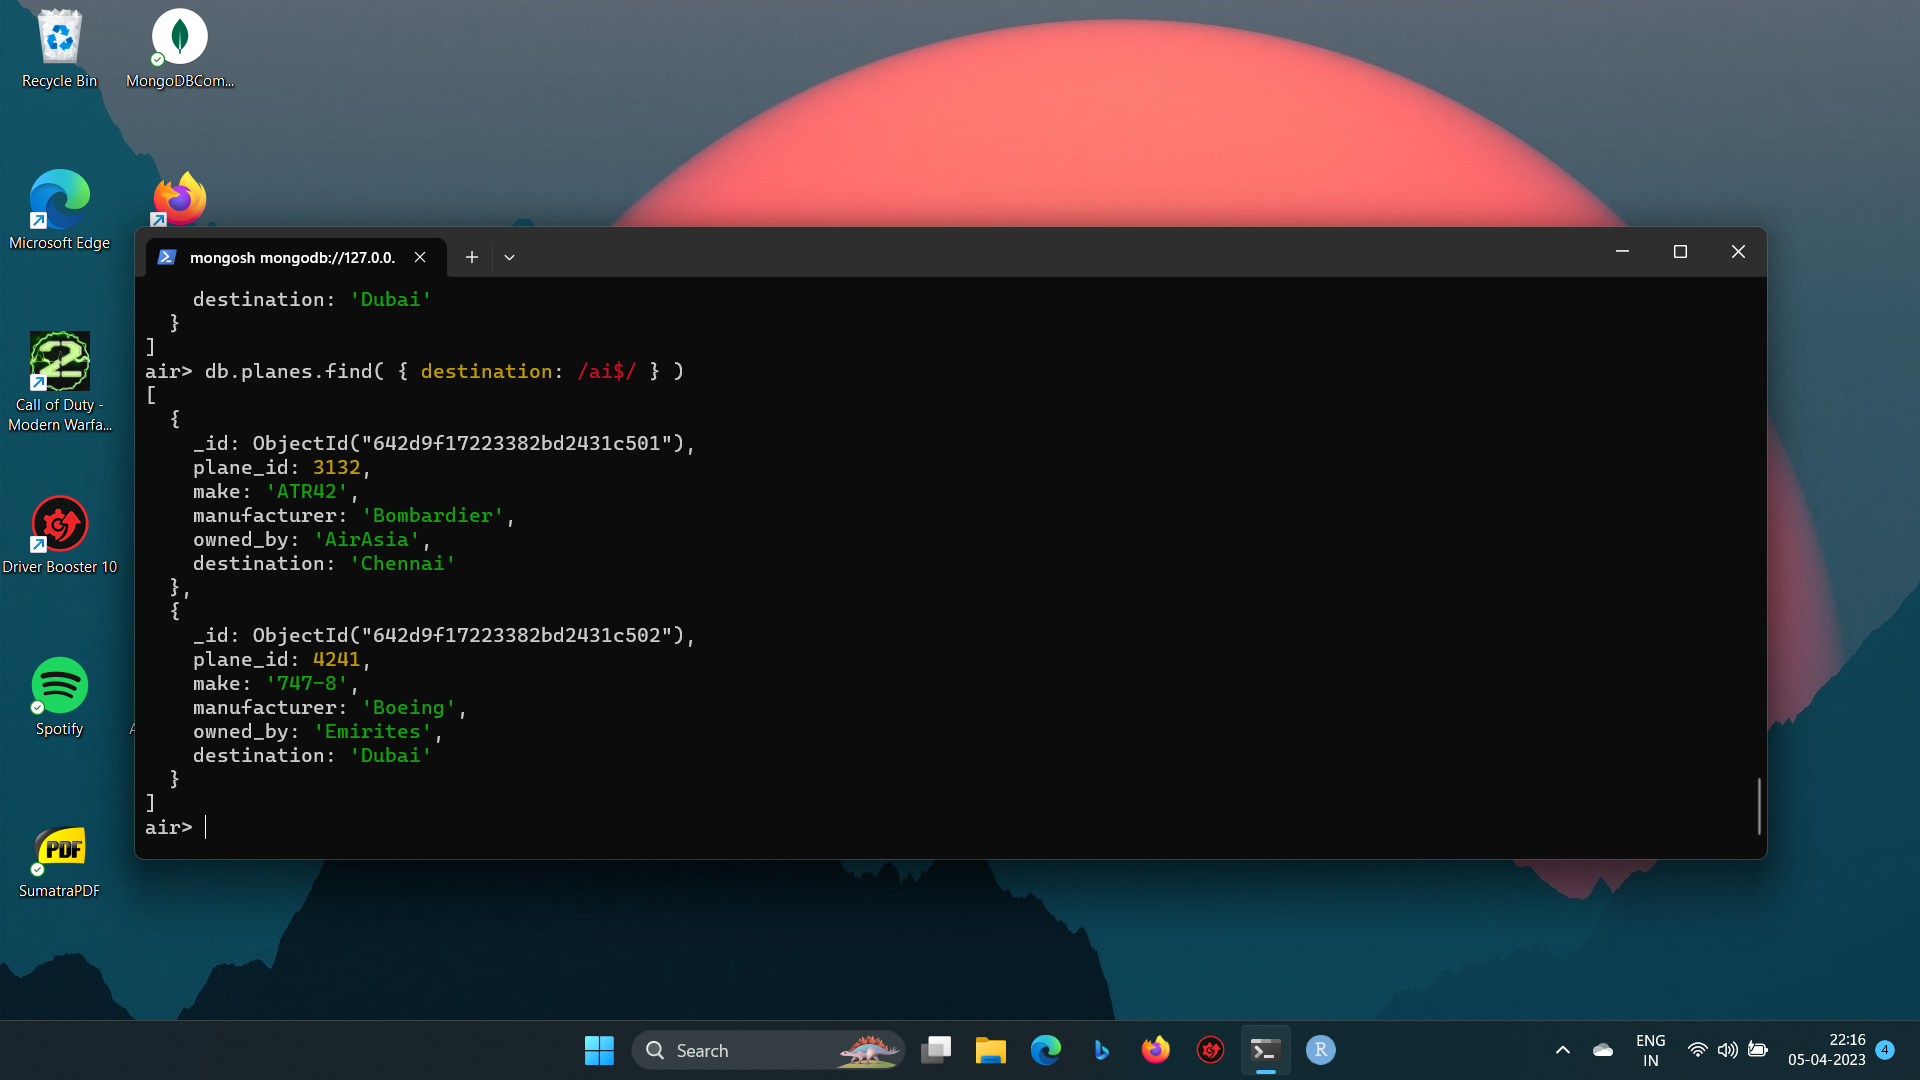 Recycle Bin
MongoDBCom...
Microsoft Edge
Call of Duty -
Modern Warfa...
Driver Booster 10
Spotify
A
PDF
SumatraPDF
mongosh mongodb://127.0.0.
destination: 'Dubai'
}
]
air> db.planes.find( { destination: /ai$/ } )
[
{
_id: ObjectId("642d9f17223382bd2431c501"),
plane_id: 3132,
make: 'ATR42',
manufacturer: 'Bombardier',
owned_by: 'AirAsia',
destination: 'Chennai'
},
{
_id: ObjectId("642d9f17223382bd2431c502"),
plane_id: 4241,
make: '747-8',
manufacturer: 'Boeing',
owned_by: 'Emirites',
destination: 'Dubai'
}
]
air>
Search
R
ENG
IN
22:16
05-04-2023
4